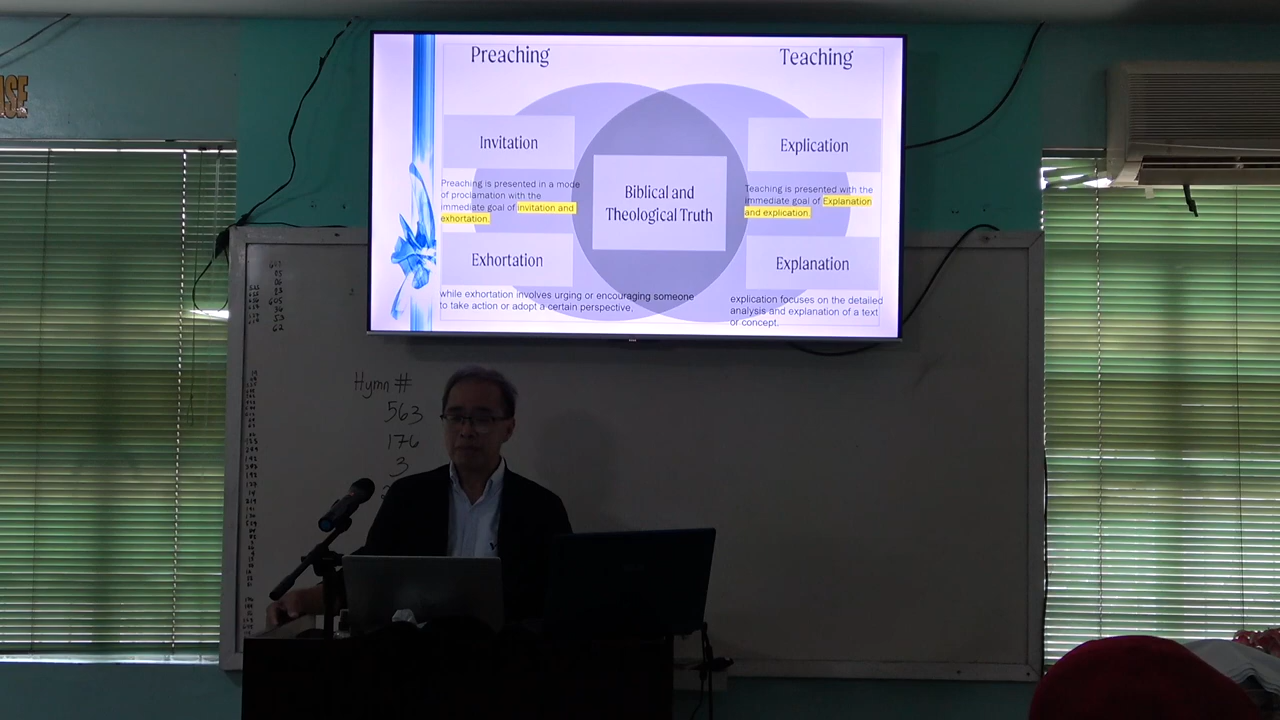 Preaching
Teaching
Invitation
Explication
Preaching is presented in a mode
of proclamation with the
immediate goal of invitation and
exhortation.
Biblical and
Theological Truth
Teaching is presented with the
immediate goal of Explanation
and explication.
Exhortation
Explanation
while exhortation involves urging or encouraging someone
to take action or adopt a certain perspective.
explication focuses on the detailed
analysis and explanation of a text
or concept.
Hymn #
563
176
3